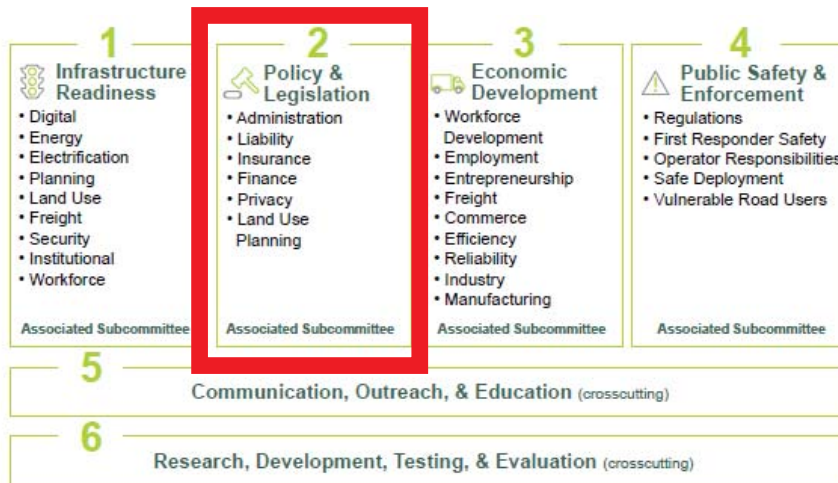 1
Infrastructure
Readiness
• Digital
• Energy
• Electrification
• Planning
• Land Use
• Freight
• Security
• Institutional
• Workforce
Associated Subcommittee
2
Policy &
Legislation
• Administration
• Liability
• Insurance
• Finance
• Privacy
• Land Use
Planning
Associated Subcommittee
3
Economic
Development
• Workforce
Development
• Employment
• Entrepreneurship
• Freight
• Commerce
• Efficiency
• Reliability
• Industry
• Manufacturing
Associated Subcommittee
4
Public Safety &
Enforcement
• Regulations
• First Responder Safety
• Operator Responsibilities
• Safe Deployment
• Vulnerable Road Users
Associated Subcommittee
5
Communication, Outreach, & Education (crosscutting)
6
Research, Development, Testing, & Evaluation (crosscutting)